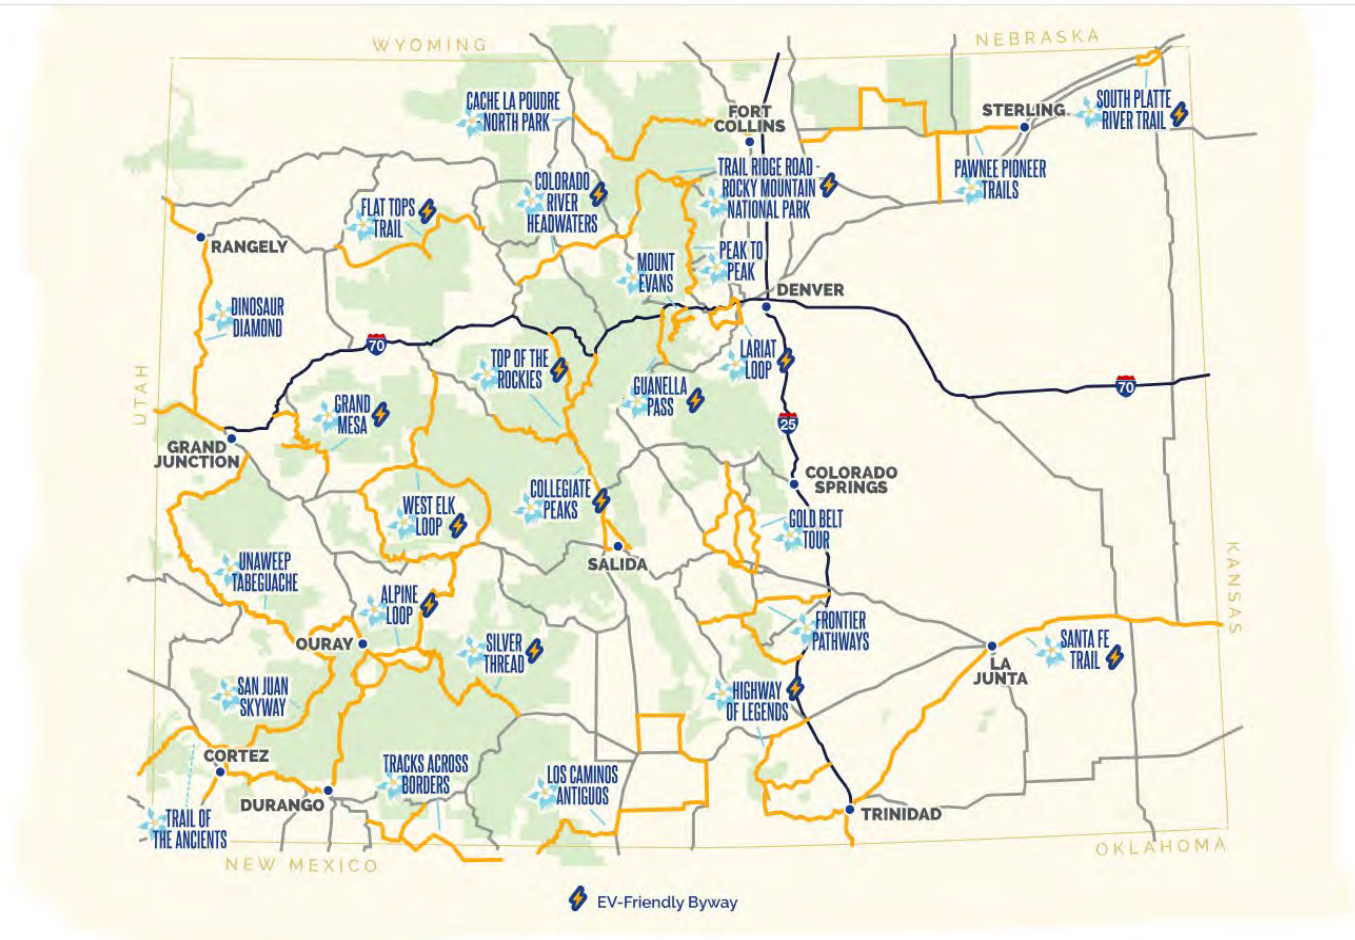 WYOMING
NEBRASKA
CACHE LA POUDRE
-NORTH PARK
FORT
COLLINS
STERLING
SOUTH PLATTE
RIVER TRAIL
TRAIL RIDGE ROAD -
ROCKY MOUNTAIN
NATIONAL PARK
PAWNEE PIONEER
TRAILS
COLORADO
RIVER
HEADWATERS
FLAT TOPS
TRAIL
RANGELY
MOUNT
EVANS
PEAK TO
PEAK
DENVER
DINOSAUR
DIAMOND
70
TOP OF THE
ROCKIES
LARIAT
LOOP
GUANELLA
PASS
70
UTAH
GRAND
MESA
25
GRAND
JUNCTION
COLORADO
SPRINGS
WEST ELK
LOOP
COLLEGIATE
PEAKS
GOLD BELT
TOUR
SALIDA
UNAWEEP
TABEGUACHE
KANSAS
ALPINE
LOOP
OURAY
SILVER
THREAD
FRONTIER
PATHWAYS
SANTA FE
TRAIL
LA
JUNTA
SAN JUAN
SKYWAY
HIGHWAY
OF LEGENDS
CORTEZ
TRACKS ACROSS
BORDERS
LOS CAMINOS
ANTIGUOS
DURANGO
TRINIDAD
TRAIL OF
THE ANCIENTS
NEW MEXICO
OKLAHOMA
EV-Friendly Byway